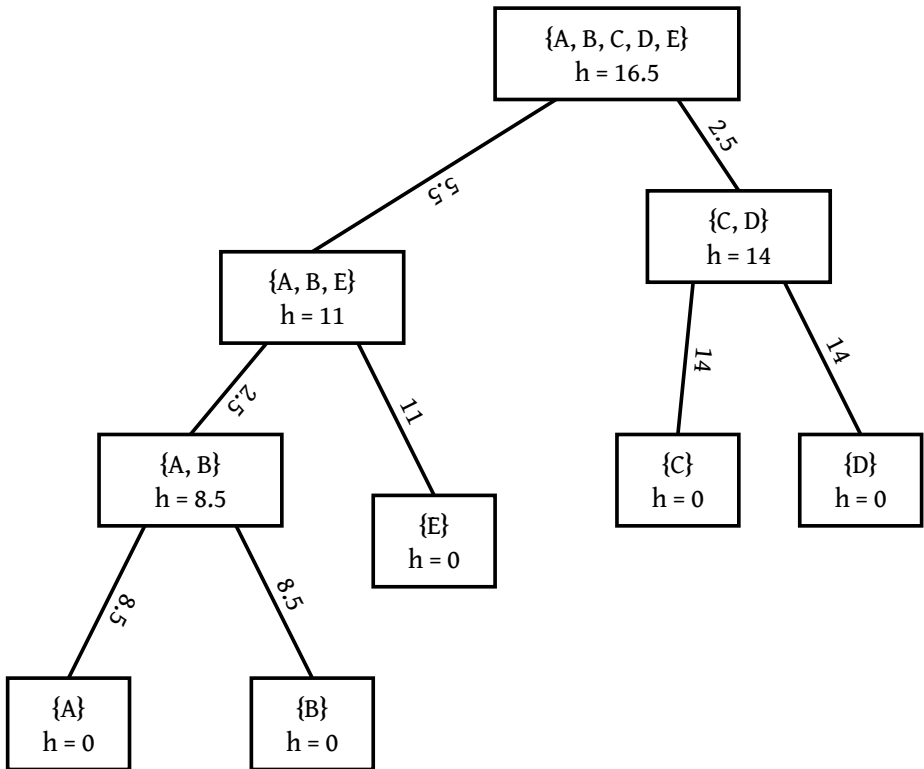 {A, B, C, D, E}
h = 16.5
2.5
5.5
{C, D}
h = 14
{A, B, E}
h = 11
14
14
2.5
11
{A, B}
h = 8.5
{C}
h = 0
{D}
h = 0
{E}
h = 0
8.5
8.5
{A}
h = 0
{B}
h = 0